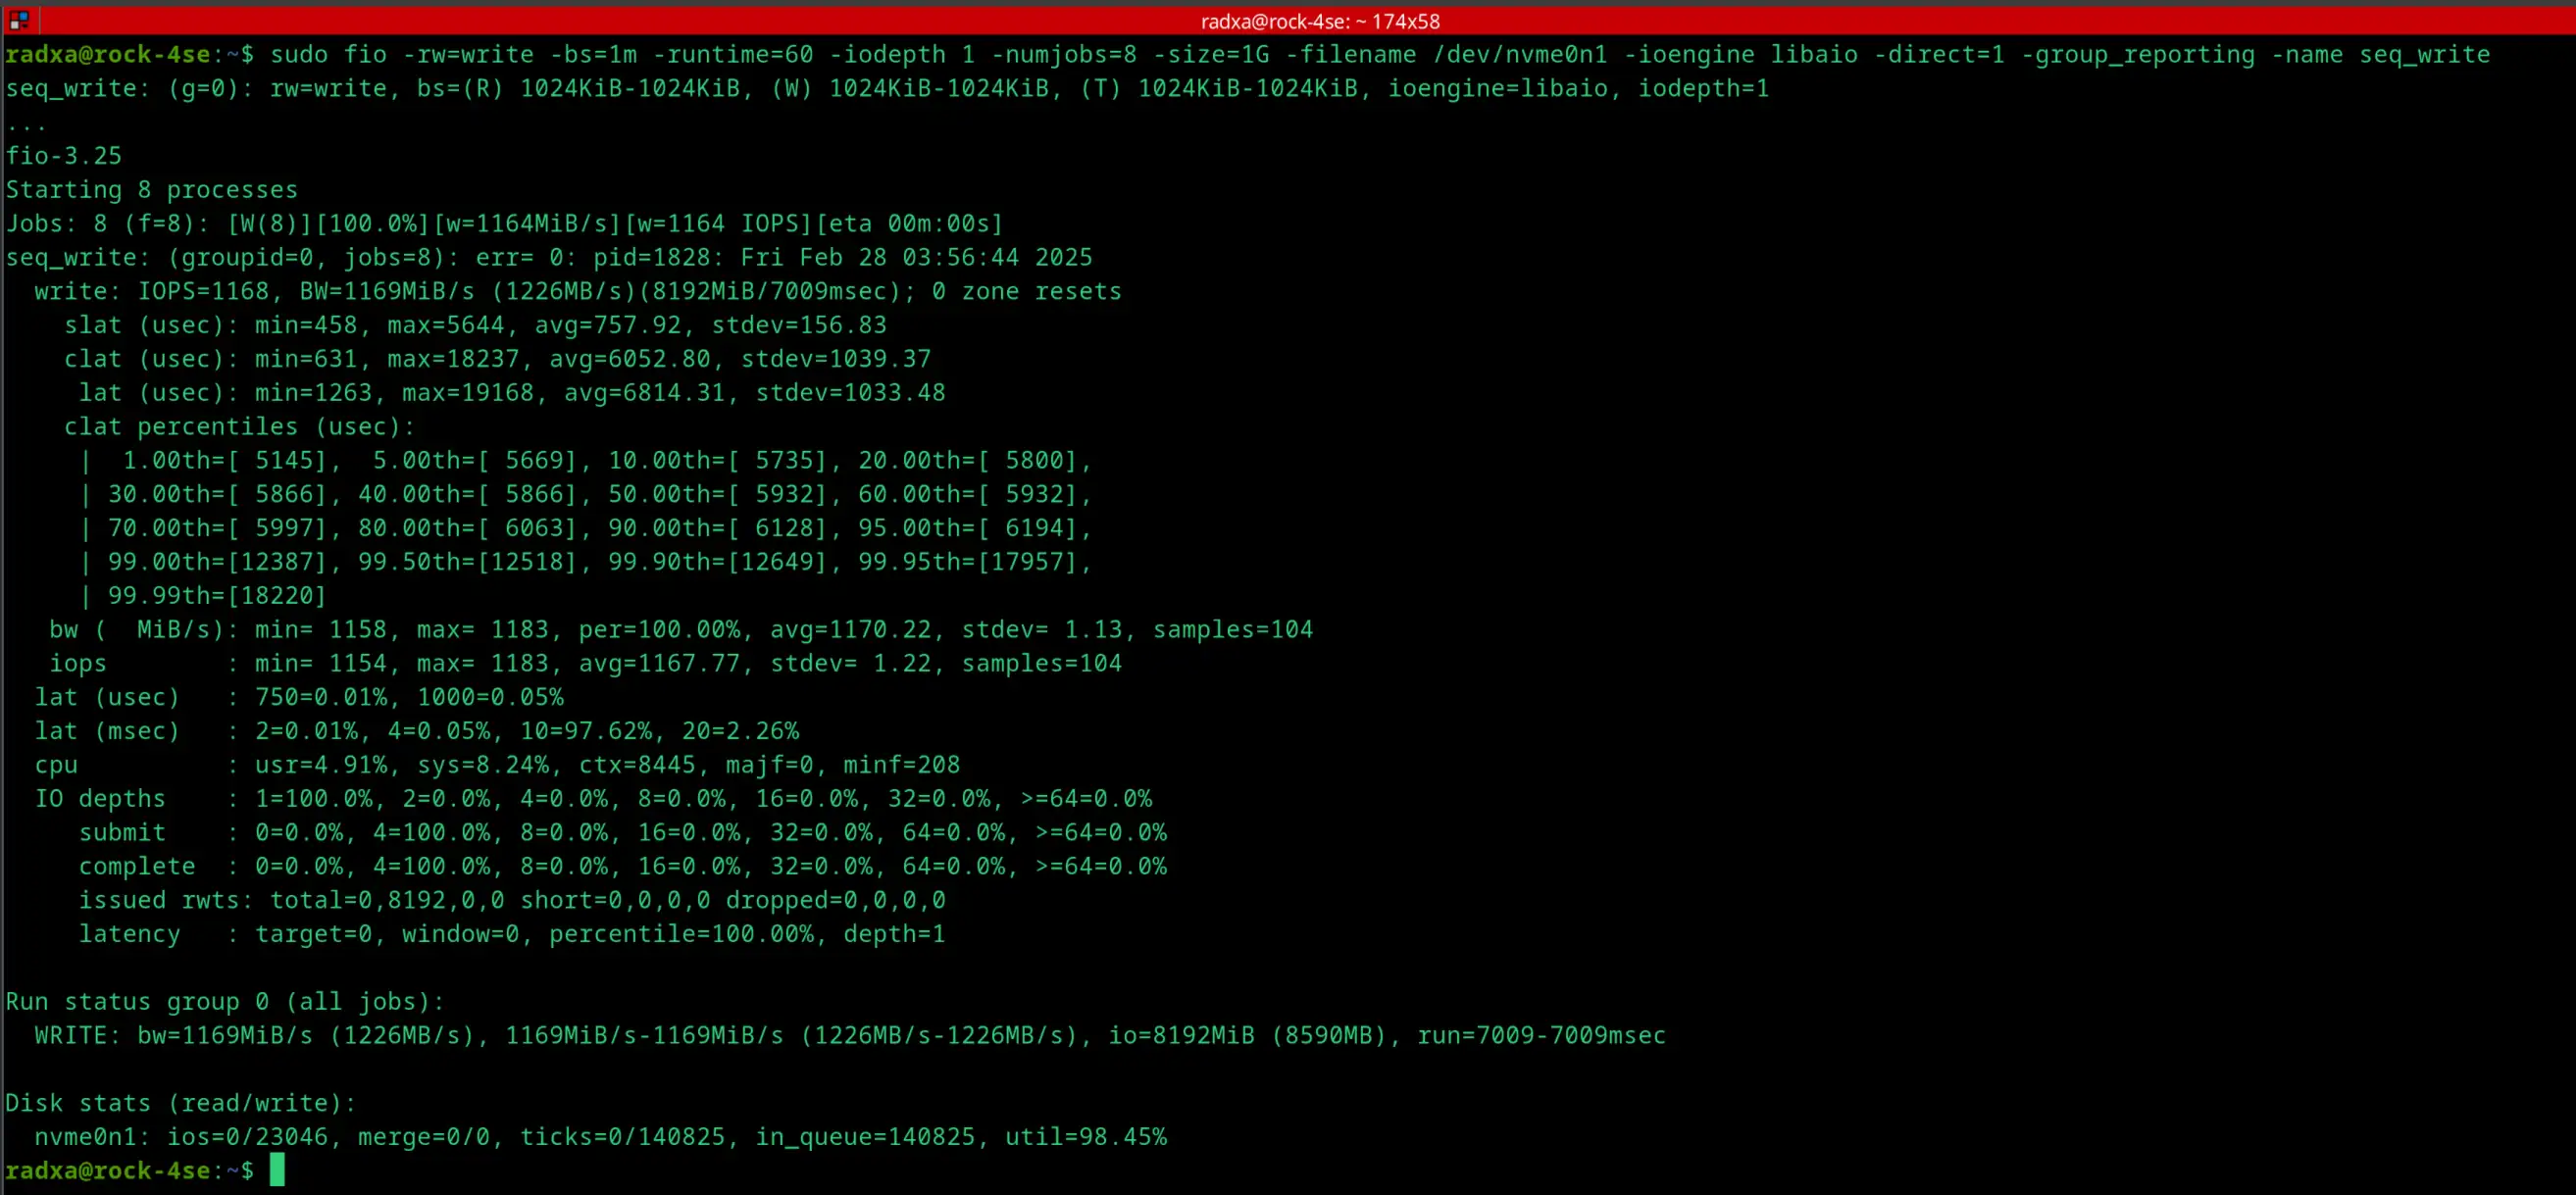 radxa@rock-4se: ~ 174x58
radxa@rock-4se:~$ sudo fio -rw=write -bs=1m -runtime=60 -iodepth 1 -numjobs=8 -size=1G -filename /dev/nvme0n1 -ioengine libaio -direct=1 -group_reporting -name seq_write
seq_write: (g=0): rw=write, bs=(R) 1024KiB-1024KiB, (W) 1024KiB-1024KiB, (T) 1024KiB-1024KiB, ioengine=libaio, iodepth=1
...
fio-3.25
Starting 8 processes
Jobs: 8 (f=8): [W(8)][100.0%][w=1164MiB/s][w=1164 IOPS][eta 00m:00s]
seq_write: (groupid=0, jobs=8): err= 0: pid=1828: Fri Feb 28 03:56:44 2025
  write: IOPS=1168, BW=1169MiB/s (1226MB/s)(8192MiB/7009msec); 0 zone resets
    slat (usec): min=458, max=5644, avg=757.92, stdev=156.83
    clat (usec): min=631, max=18237, avg=6052.80, stdev=1039.37
     lat (usec): min=1263, max=19168, avg=6814.31, stdev=1033.48
    clat percentiles (usec):
     |  1.00th=[ 5145],  5.00th=[ 5669], 10.00th=[ 5735], 20.00th=[ 5800],
     | 30.00th=[ 5866], 40.00th=[ 5866], 50.00th=[ 5932], 60.00th=[ 5932],
     | 70.00th=[ 5997], 80.00th=[ 6063], 90.00th=[ 6128], 95.00th=[ 6194],
     | 99.00th=[12387], 99.50th=[12518], 99.90th=[12649], 99.95th=[17957],
     | 99.99th=[18220]
   bw (  MiB/s): min= 1158, max= 1183, per=100.00%, avg=1170.22, stdev= 1.13, samples=104
   iops        : min= 1154, max= 1183, avg=1167.77, stdev= 1.22, samples=104
  lat (usec)   : 750=0.01%, 1000=0.05%
  lat (msec)   : 2=0.01%, 4=0.05%, 10=97.62%, 20=2.26%
  cpu          : usr=4.91%, sys=8.24%, ctx=8445, majf=0, minf=208
  IO depths    : 1=100.0%, 2=0.0%, 4=0.0%, 8=0.0%, 16=0.0%, 32=0.0%, >=64=0.0%
     submit    : 0=0.0%, 4=100.0%, 8=0.0%, 16=0.0%, 32=0.0%, 64=0.0%, >=64=0.0%
     complete  : 0=0.0%, 4=100.0%, 8=0.0%, 16=0.0%, 32=0.0%, 64=0.0%, >=64=0.0%
     issued rwts: total=0,8192,0,0 short=0,0,0,0 dropped=0,0,0,0
     latency   : target=0, window=0, percentile=100.00%, depth=1

Run status group 0 (all jobs):
  WRITE: bw=1169MiB/s (1226MB/s), 1169MiB/s-1169MiB/s (1226MB/s-1226MB/s), io=8192MiB (8590MB), run=7009-7009msec

Disk stats (read/write):
  nvme0n1: ios=0/23046, merge=0/0, ticks=0/140825, in_queue=140825, util=98.45%
radxa@rock-4se:~$